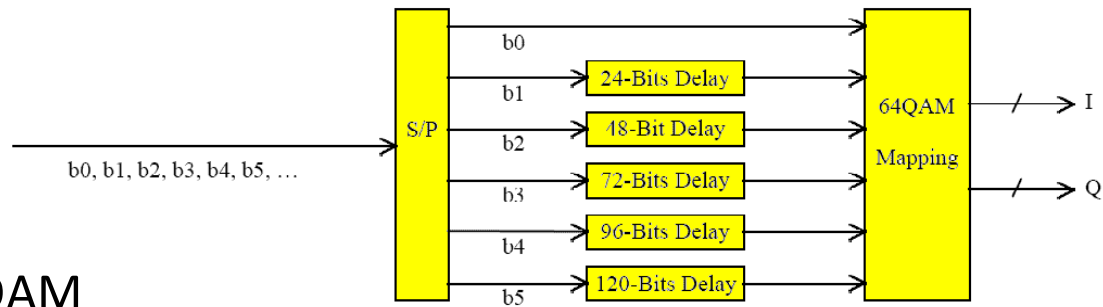 b0
b1
24-Bits Delay
S/P
b2
48-Bit Delay
64QAM
Mapping
I
b0, b1, b2, b3, b4, b5, …
b3
72-Bits Delay
Q
b4
96-Bits Delay
b5
120-Bits Delay
QAM